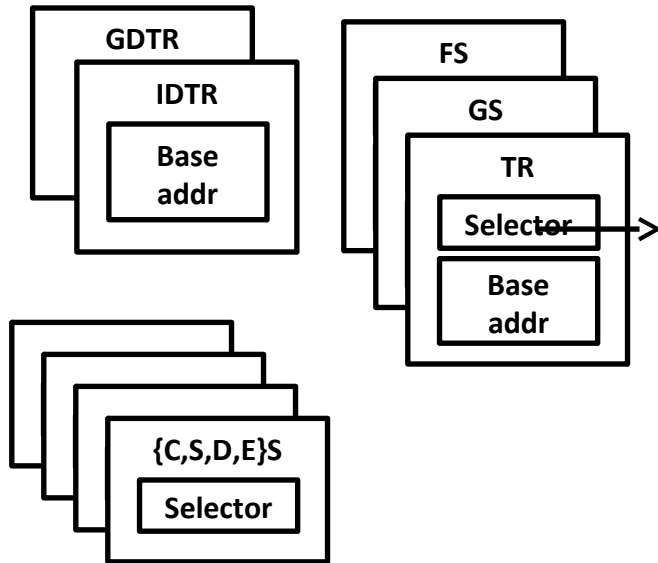 GDTR
IDTR
Base
addr
FS
GS
TR
Selector
Base
addr
{C,S,D,E}S
Selector